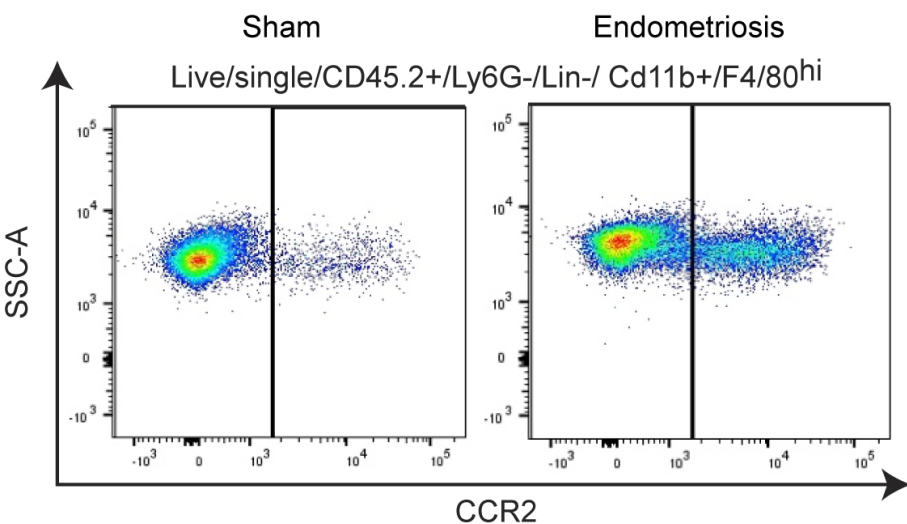 Sham Endometriosis
Live/single/CD45.2+/Ly6G-/Lin-/ Cd11b+/F4/80hi
SSC-A
10^5
10^4
10^3
0
-10^3
-10^3 0 10^3 10^4 10^5
10^5
10^4
10^3
0
-10^3
-10^3 0 10^3 10^4 10^5
CCR2